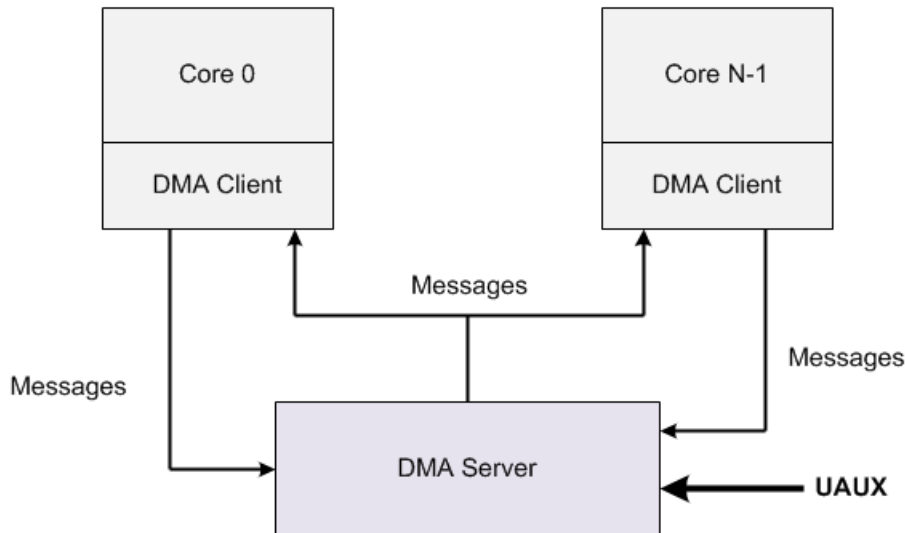 Core 0
Core N-1
DMA Client
DMA Client
Messages
Messages
Messages
DMA Server
UAUX